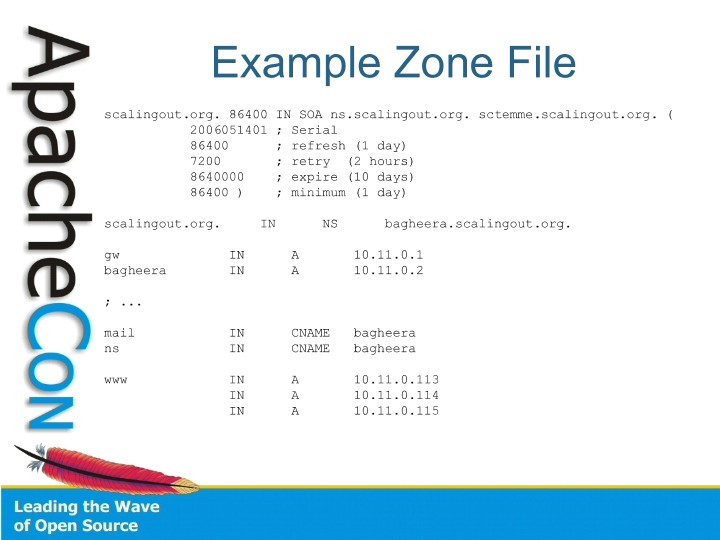 ApacheCon
Example Zone File
scalingout.org. 86400 IN SOA ns.scalingout.org. sctemme.scalingout.org. (
2006051401 ; Serial
86400 ; refresh (1 day)
7200 ; retry (2 hours)
8640000 ; expire (10 days)
86400 ) ; minimum (1 day)
scalingout.org. IN NS bagheera.scalingout.org.
gw IN A 10.11.0.1
bagheera IN A 10.11.0.2
; ...
mail IN CNAME bagheera
ns IN CNAME bagheera
www IN A 10.11.0.113
IN A 10.11.0.114
IN A 10.11.0.115
Leading the Wave
of Open Source